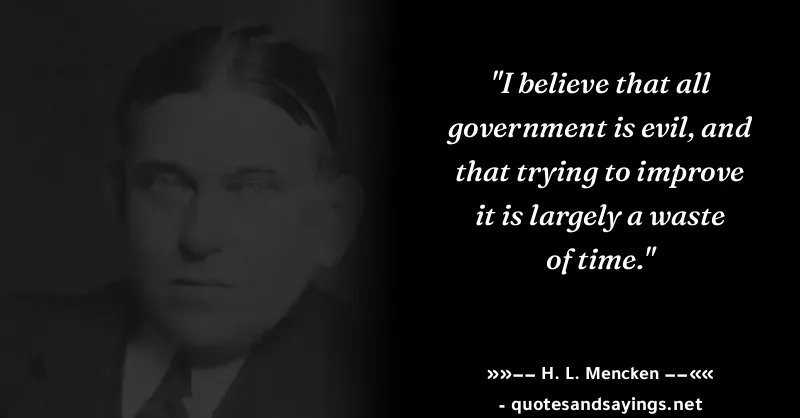 "I believe that all
government is evil, and
that trying to improve
it is largely a waste
of time."
»»–– H. L. Mencken ––««
- quotesandsayings.net